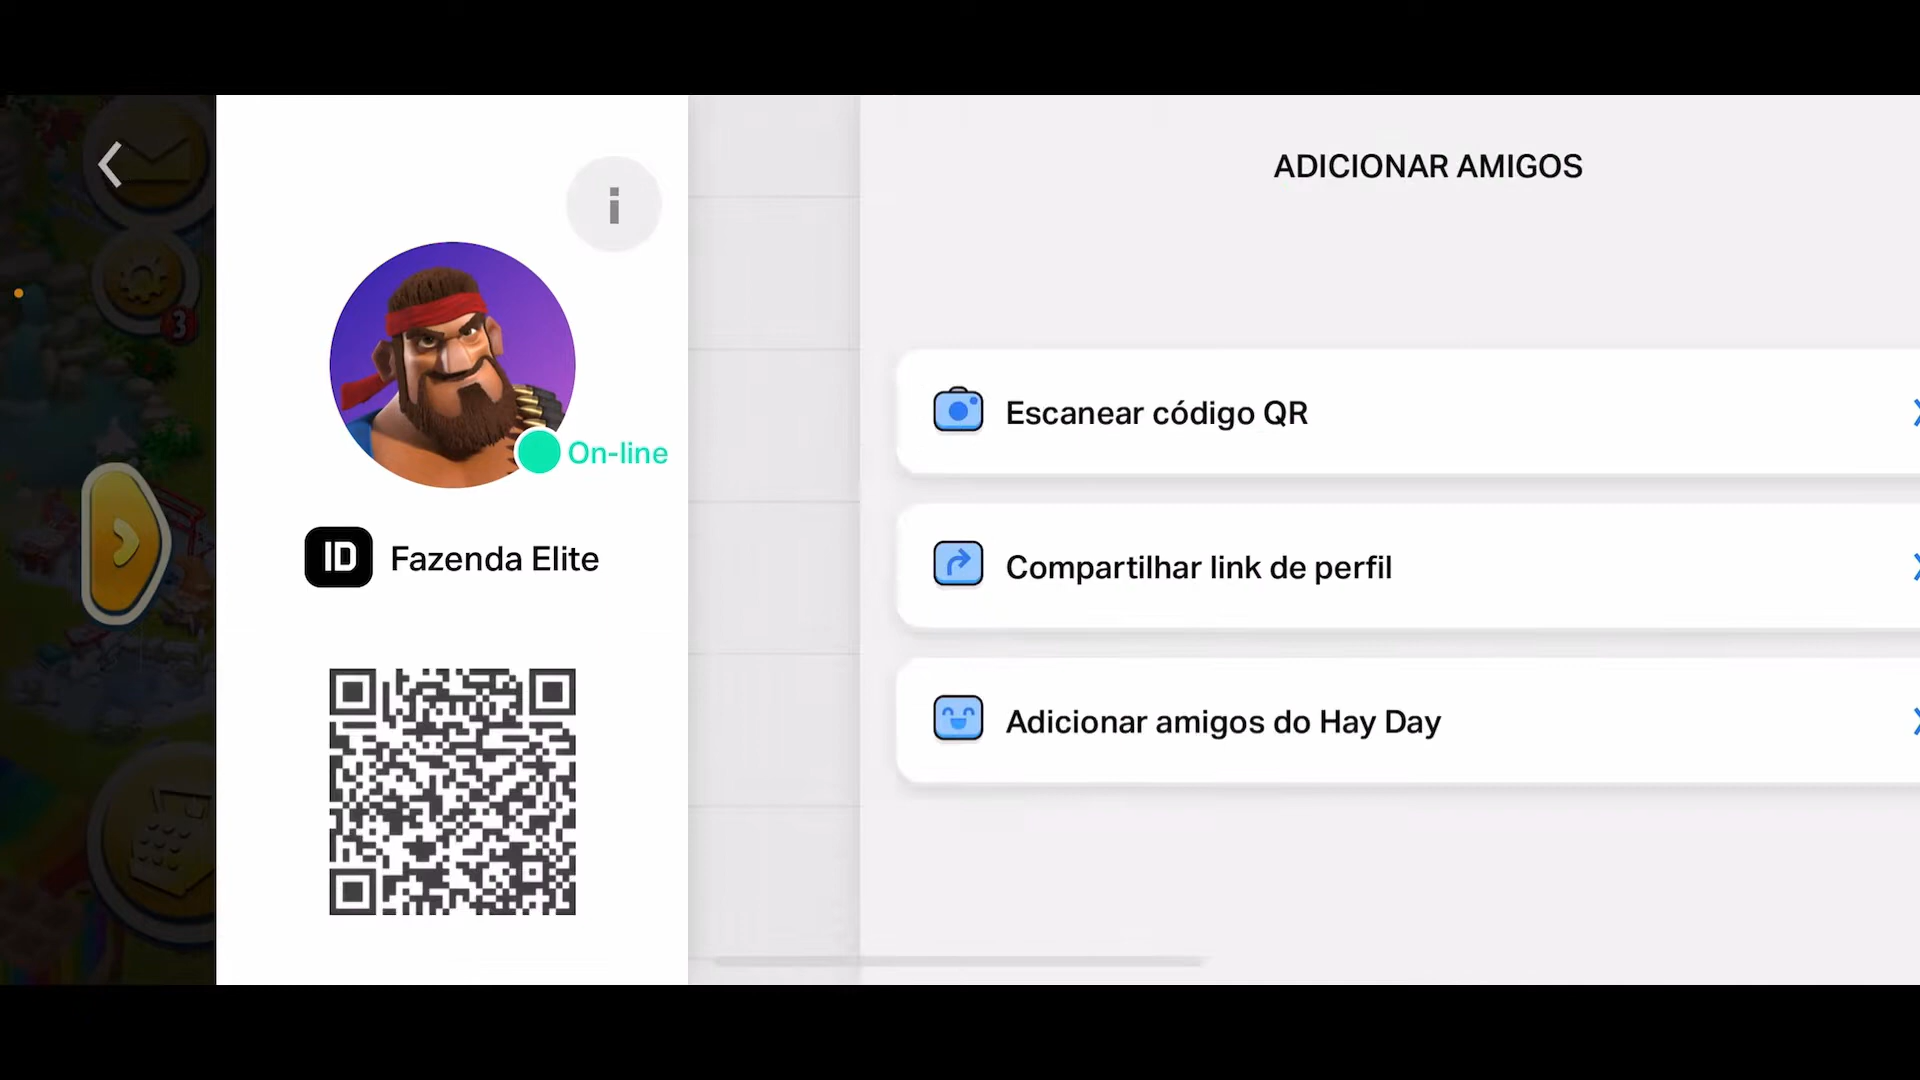 3
On-line
ID Fazenda Elite
ADICIONAR AMIGOS
Escanear código QR
Compartilhar link de perfil
Adicionar amigos do Hay Day